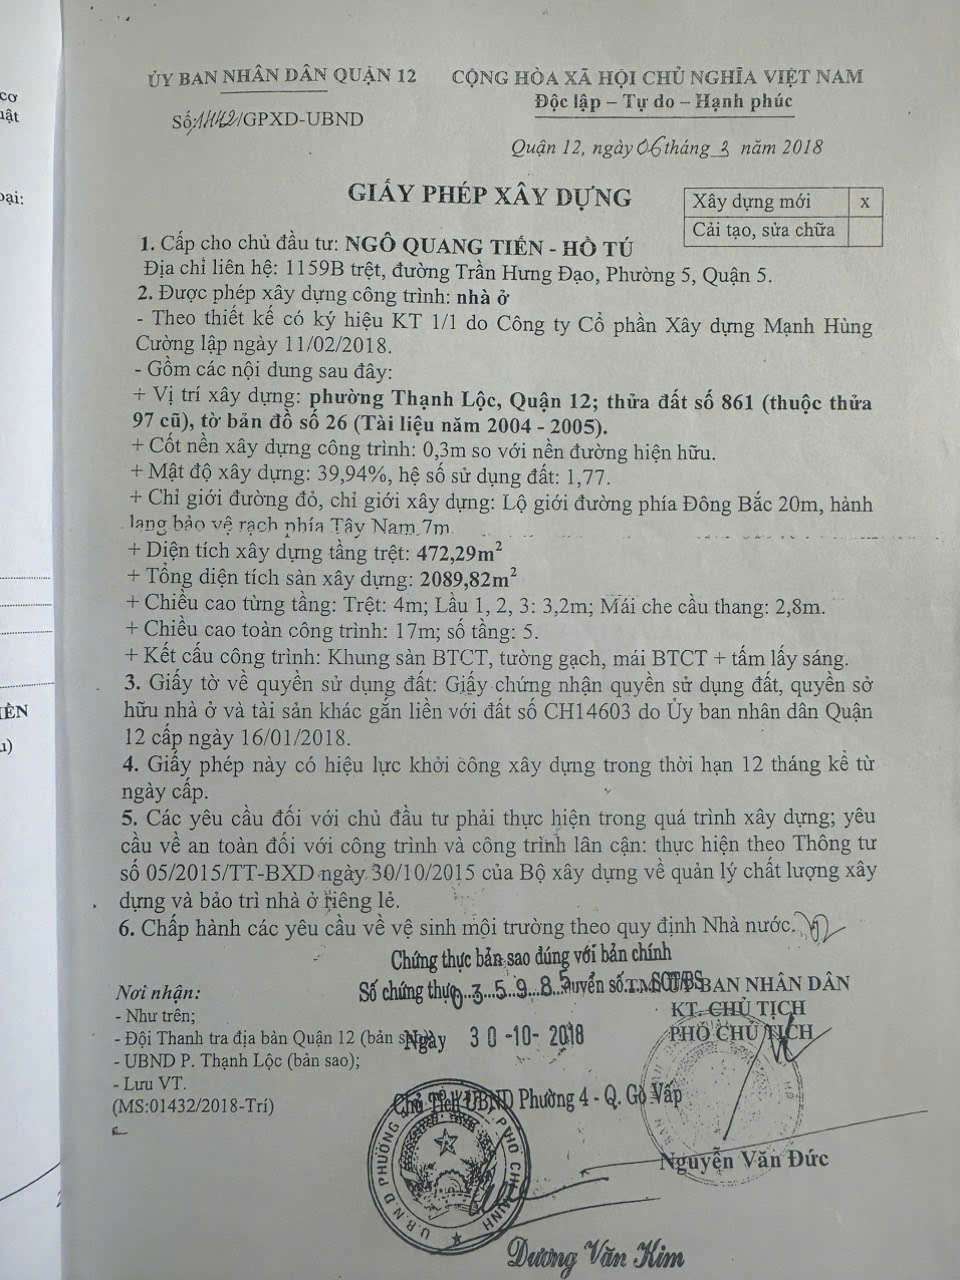 ỦY BAN NHÂN DÂN QUẬN 12
CỘNG HÒA XÃ HỘI CHỦ NGHĨA VIỆT NAM
Độc lập – Tự do – Hạnh phúc
Số: /GPXD-UBND
Quận 12, ngày 06 tháng 3 năm 2018
GIẤY PHÉP XÂY DỰNG
Xây dựng mới x
Cải tạo, sửa chữa
1. Cấp cho chủ đầu tư: NGÔ QUANG TIẾN - HỒ TÚ
Địa chỉ liên hệ: 1159B trệt, đường Trần Hưng Đạo, Phường 5, Quận 5.
2. Được phép xây dựng công trình: nhà ở
- Theo thiết kế có ký hiệu KT 1/1 do Công ty Cổ phần Xây dựng Mạnh Hùng
Cường lập ngày 11/02/2018.
- Gồm các nội dung sau đây:
+ Vị trí xây dựng: phường Thạnh Lộc, Quận 12; thửa đất số 861 (thuộc thửa
97 cũ), tờ bản đồ số 26 (Tài liệu năm 2004 - 2005).
+ Cốt nền xây dựng công trình: 0,3m so với nền đường hiện hữu.
+ Mật độ xây dựng: 39,94%, hệ số sử dụng đất: 1,77.
+ Chỉ giới đường đỏ, chỉ giới xây dựng: Lộ giới đường phía Đông Bắc 20m, hành
lang bảo vệ rạch phía Tây Nam 7m
+ Diện tích xây dựng tầng trệt: 472,29m²
+ Tổng diện tích sàn xây dựng: 2089,82m²
+ Chiều cao từng tầng: Trệt: 4m; Lầu 1, 2, 3: 3,2m; Mái che cầu thang: 2,8m.
+ Chiều cao toàn công trình: 17m; số tầng: 5.
+ Kết cấu công trình: Khung sàn BTCT, tường gạch, mái BTCT + tấm lấy sáng.
3. Giấy tờ về quyền sử dụng đất: Giấy chứng nhận quyền sử dụng đất, quyền sở
hữu nhà ở và tài sản khác gắn liền với đất số CH14603 do Ủy ban nhân dân Quận
12 cấp ngày 16/01/2018.
4. Giấy phép này có hiệu lực khởi công xây dựng trong thời hạn 12 tháng kể từ
ngày cấp.
5. Các yêu cầu đối với chủ đầu tư phải thực hiện trong quá trình xây dựng; yêu
cầu về an toàn đối với công trình và công trình lân cận: thực hiện theo Thông tư
số 05/2015/TT-BXD ngày 30/10/2015 của Bộ xây dựng về quản lý chất lượng xây
dựng và bảo trì nhà ở riêng lẻ.
6. Chấp hành các yêu cầu về vệ sinh môi trường theo quy định Nhà nước.
Chứng thực bản sao đúng với bản chính
Số chứng thực 0 3 5 9 8 5 quyển số SCT/BS
Ngày 30-10-2018
Chủ Tịch UBND Phường 4 - Q. Gò Vấp
Dương Văn Kim
Nơi nhận:
- Như trên;
- Đội Thanh tra địa bàn Quận 12 (bản sao);
- UBND P. Thạnh Lộc (bản sao);
- Lưu VT.
(MS:01432/2018-Trí)
TM. ỦY BAN NHÂN DÂN
KT. CHỦ TỊCH
PHÓ CHỦ TỊCH
Nguyễn Văn Đức